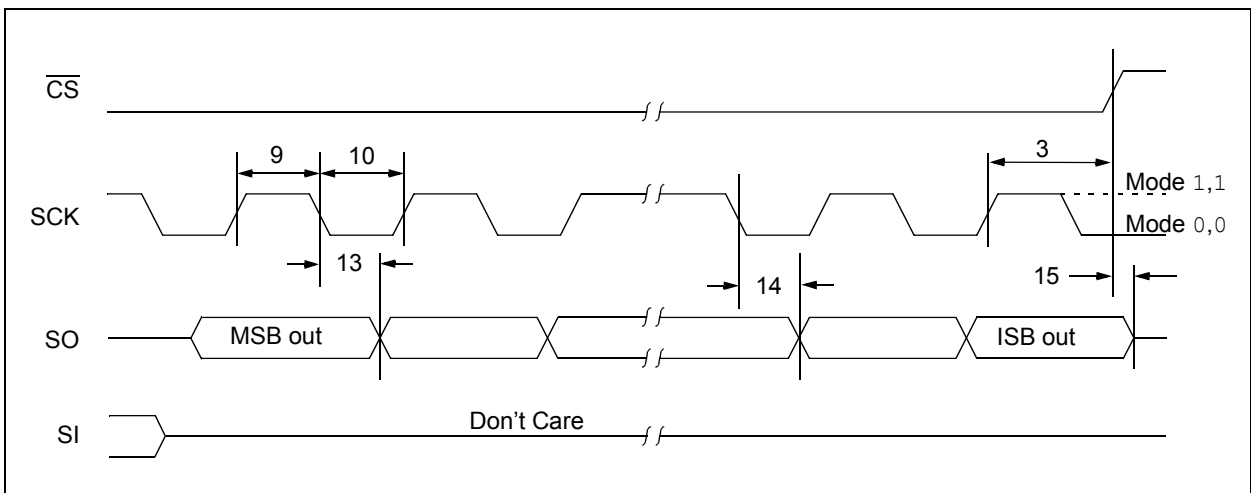 CS
9
10
3
Mode 1,1
SCK
Mode 0,0
13
14
15
SO
MSB out
ISB out
Don't Care
SI